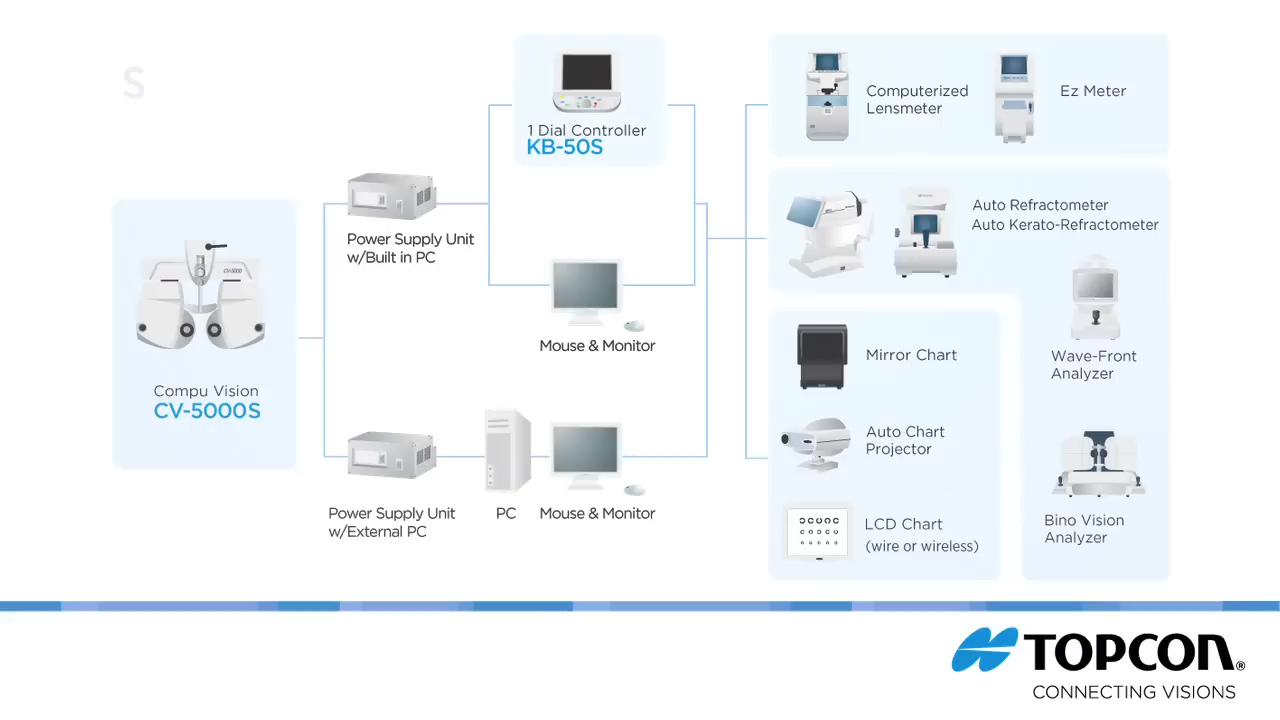 S
Compu Vision
CV-5000S
CV-5000
Power Supply Unit
w/Built in PC
Power Supply Unit
w/External PC
1 Dial Controller
KB-50S
Mouse & Monitor
PC
Mouse & Monitor
Computerized
Lensmeter
Ez Meter
Auto Refractometer
Auto Kerato-Refractometer
Wave-Front
Analyzer
Mirror Chart
Auto Chart
Projector
LCD Chart
(wire or wireless)
Bino Vision
Analyzer
TOPCON®
CONNECTING VISIONS